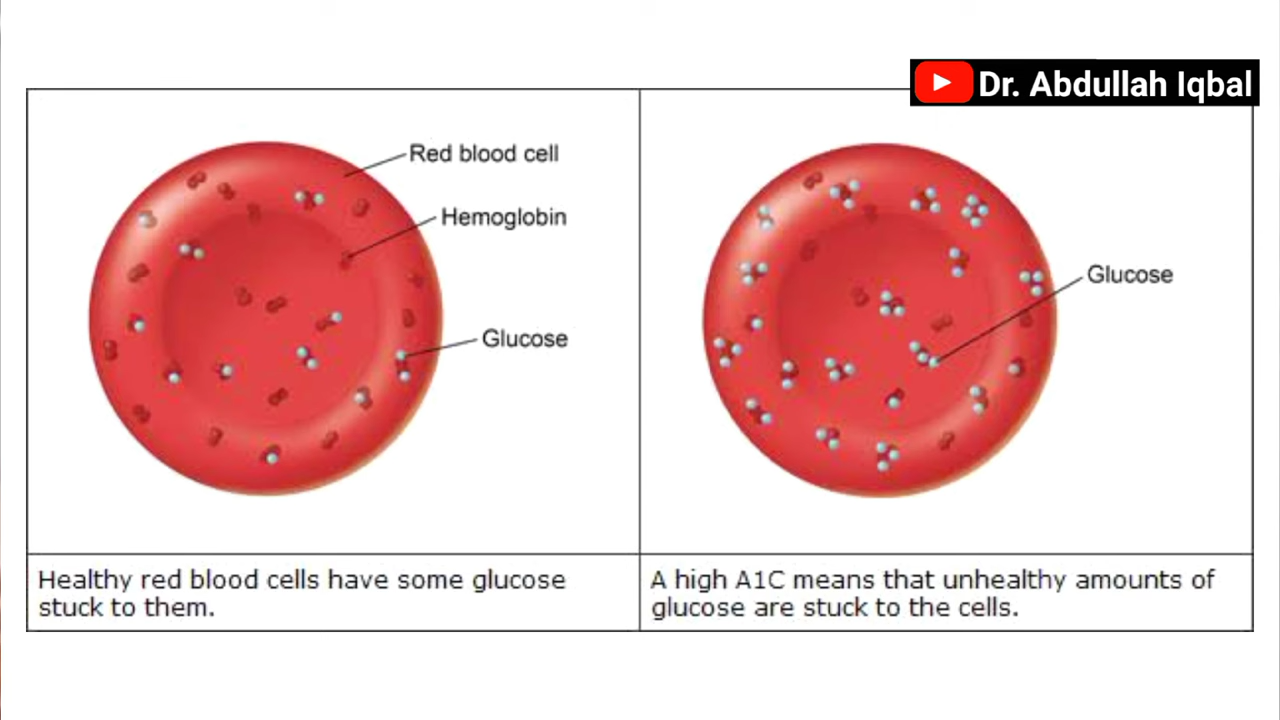 Dr. Abdullah Iqbal
Red blood cell
Hemoglobin
Glucose
Glucose
Healthy red blood cells have some glucose
stuck to them.
A high A1C means that unhealthy amounts of
glucose are stuck to the cells.